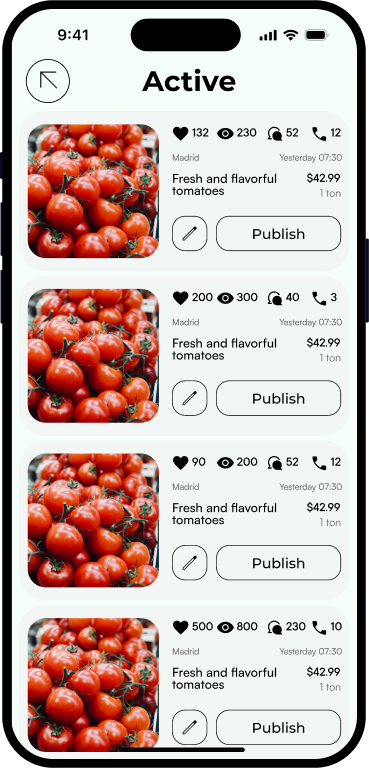 9:41
Active
132 230 52 12
Madrid Yesterday 07:30
Fresh and flavorful $42.99
tomatoes 1 ton
Publish
200 300 40 3
Madrid Yesterday 07:30
Fresh and flavorful $42.99
tomatoes 1 ton
Publish
90 200 52 12
Madrid Yesterday 07:30
Fresh and flavorful $42.99
tomatoes 1 ton
Publish
500 800 230 10
Madrid Yesterday 07:30
Fresh and flavorful $42.99
tomatoes 1 ton
Publish